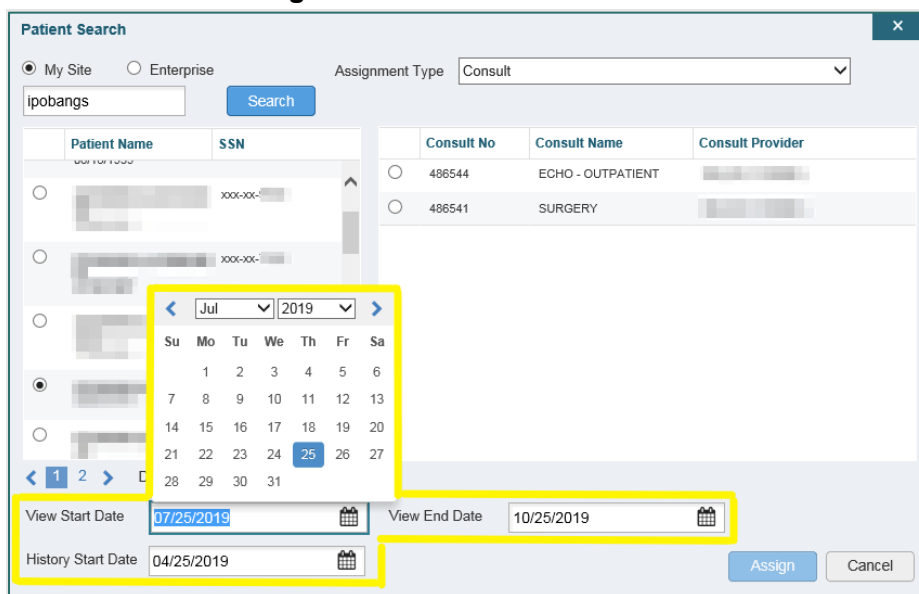 Patient Search
×
My Site Enterprise Assignment Type Consult
ipobangs Search
Patient Name SSN
Consult No Consult Name Consult Provider
xxx-xx-
486544 ECHO - OUTPATIENT
486541 SURGERY
xxx-xx-
Jul 2019
Su Mo Tu We Th Fr Sa
1 2 3 4 5 6
7 8 9 10 11 12 13
14 15 16 17 18 19 20
21 22 23 24 25 26 27
28 29 30 31
1 2
View Start Date 07/25/2019 View End Date 10/25/2019
History Start Date 04/25/2019
Assign Cancel